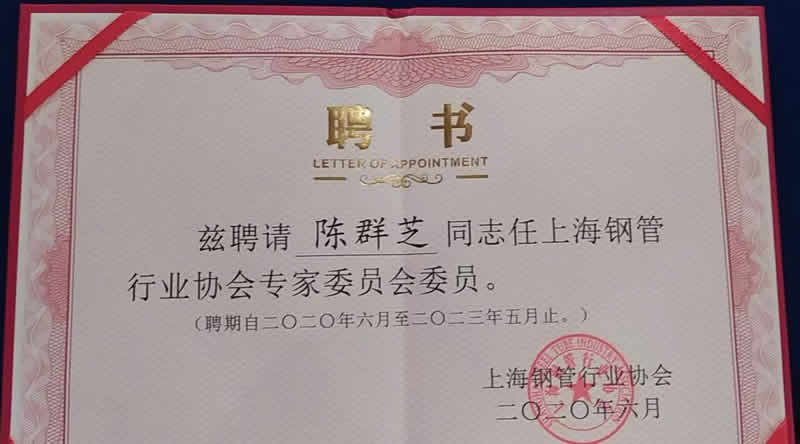 聘 书
LETTER OF APPOINTMENT
兹聘请 陈群芝 同志任上海钢管
行业协会专家委员会委员。
（聘期自二〇二〇年六月至二〇二三年五月止。）
上海钢管行业协会
二〇二〇年六月